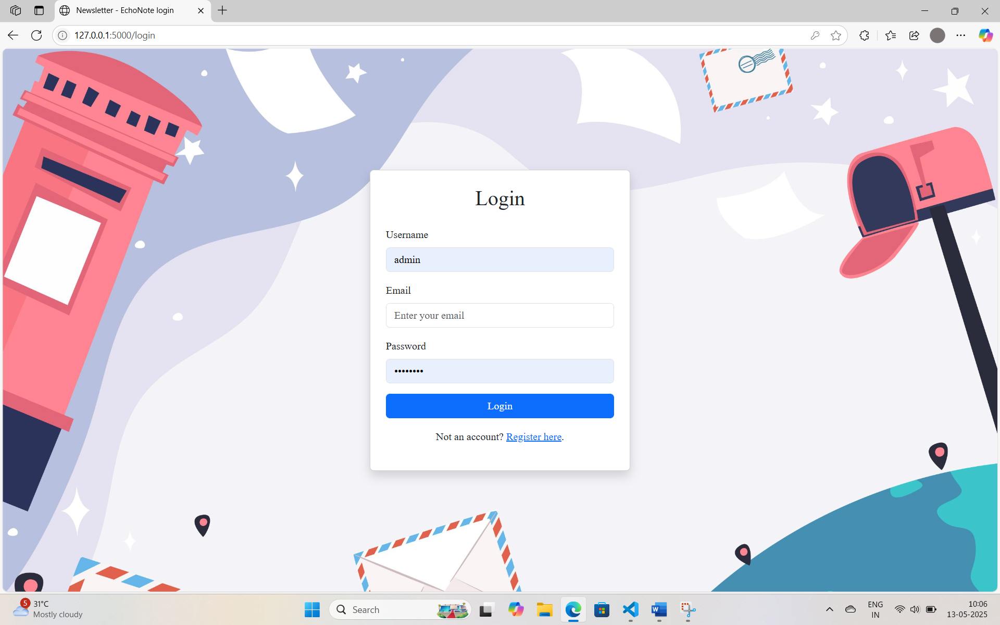 Newsletter - EchoNote login
127.0.0.1:5000/login
Login
Username
admin
Email
Enter your email
Password
••••••••
Login
Not an account? Register here.
5
31°C
Mostly cloudy
Search
ENG
IN
10:06
13-05-2025